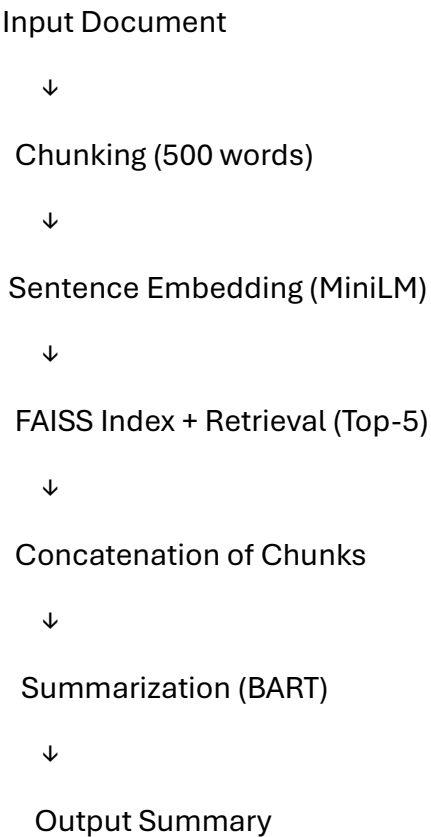 Input Document
↓
Chunking (500 words)
↓
Sentence Embedding (MiniLM)
↓
FAISS Index + Retrieval (Top-5)
↓
Concatenation of Chunks
↓
Summarization (BART)
↓
Output Summary